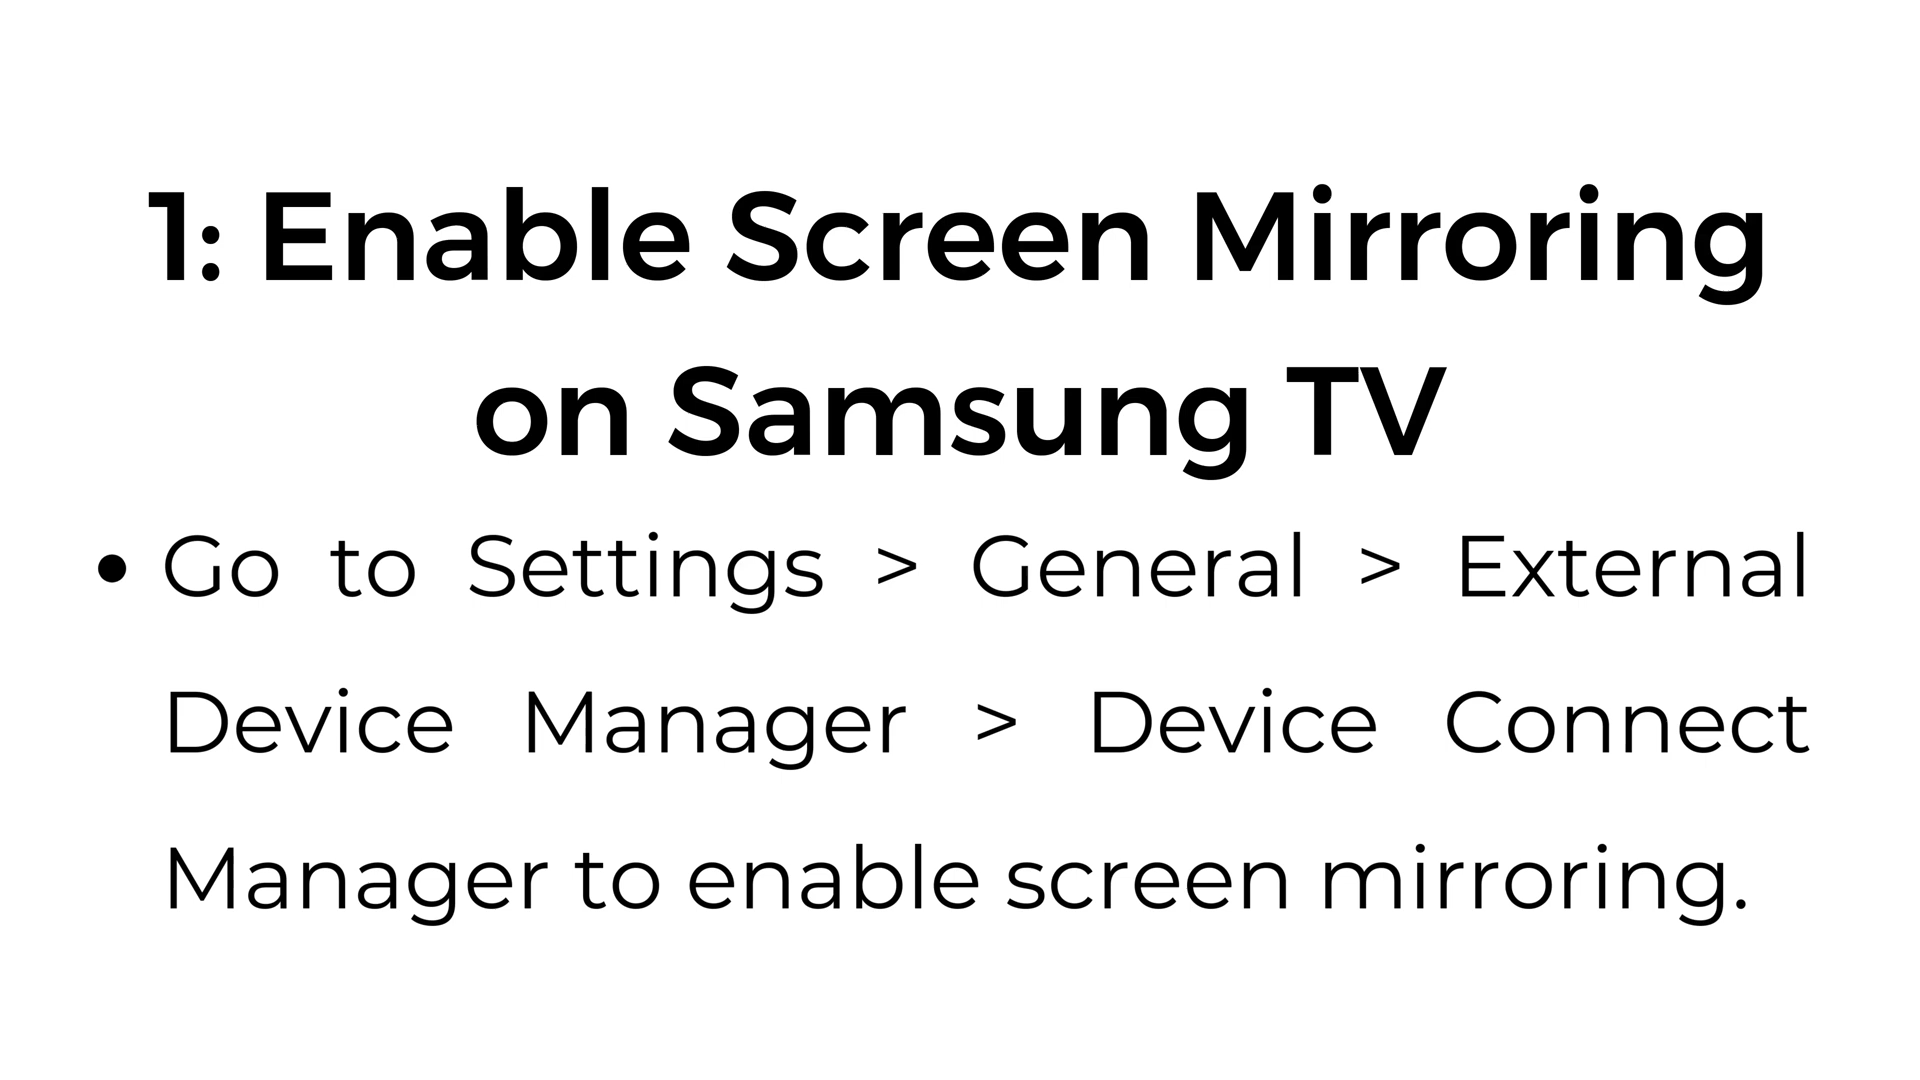 1: Enable Screen Mirroring
on Samsung TV
• Go to Settings > General > External
Device Manager > Device Connect
Manager to enable screen mirroring.